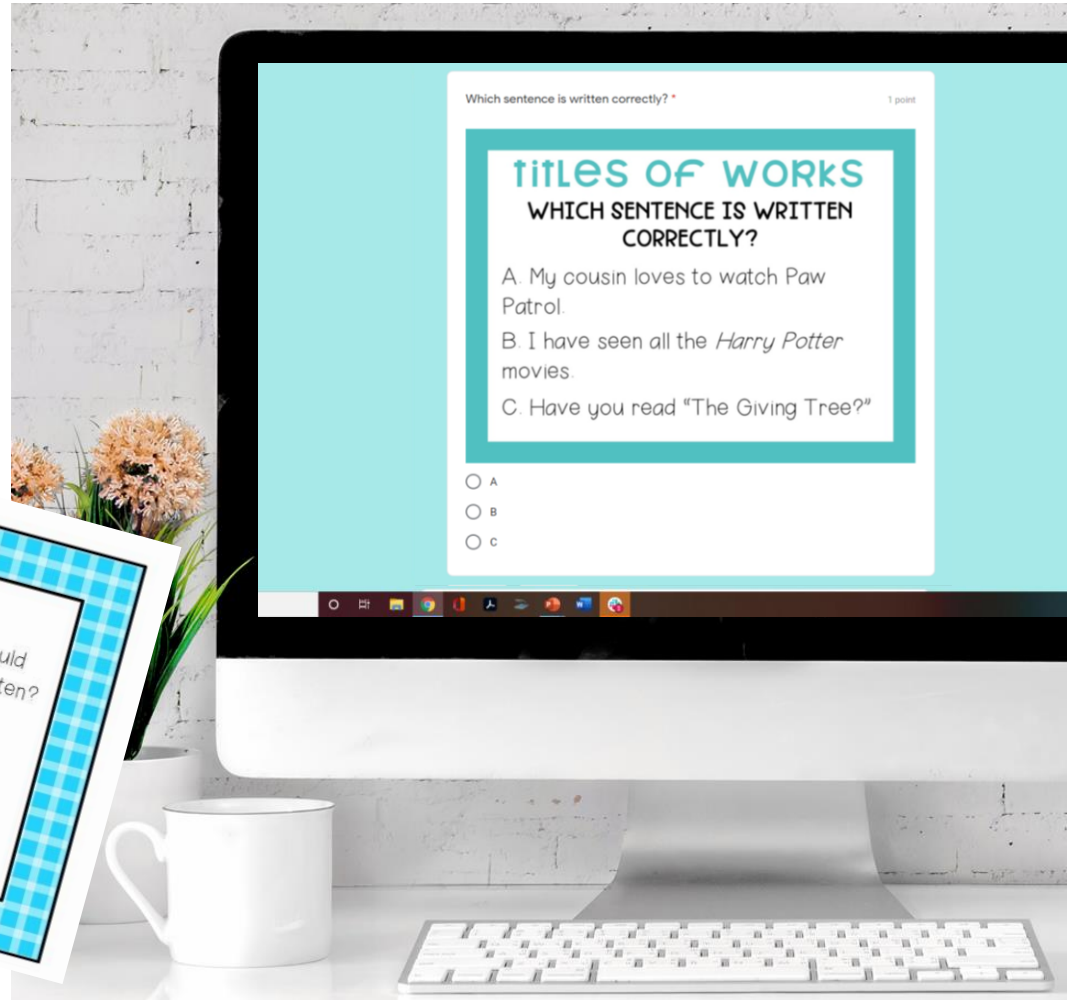 Which sentence is written correctly? *
1 point
titles of works
WHICH SENTENCE IS WRITTEN
CORRECTLY?
A. My cousin loves to watch Paw
Patrol.
B. I have seen all the Harry Potter
movies.
C. Have you read "The Giving Tree?"
A
B
C
ten?